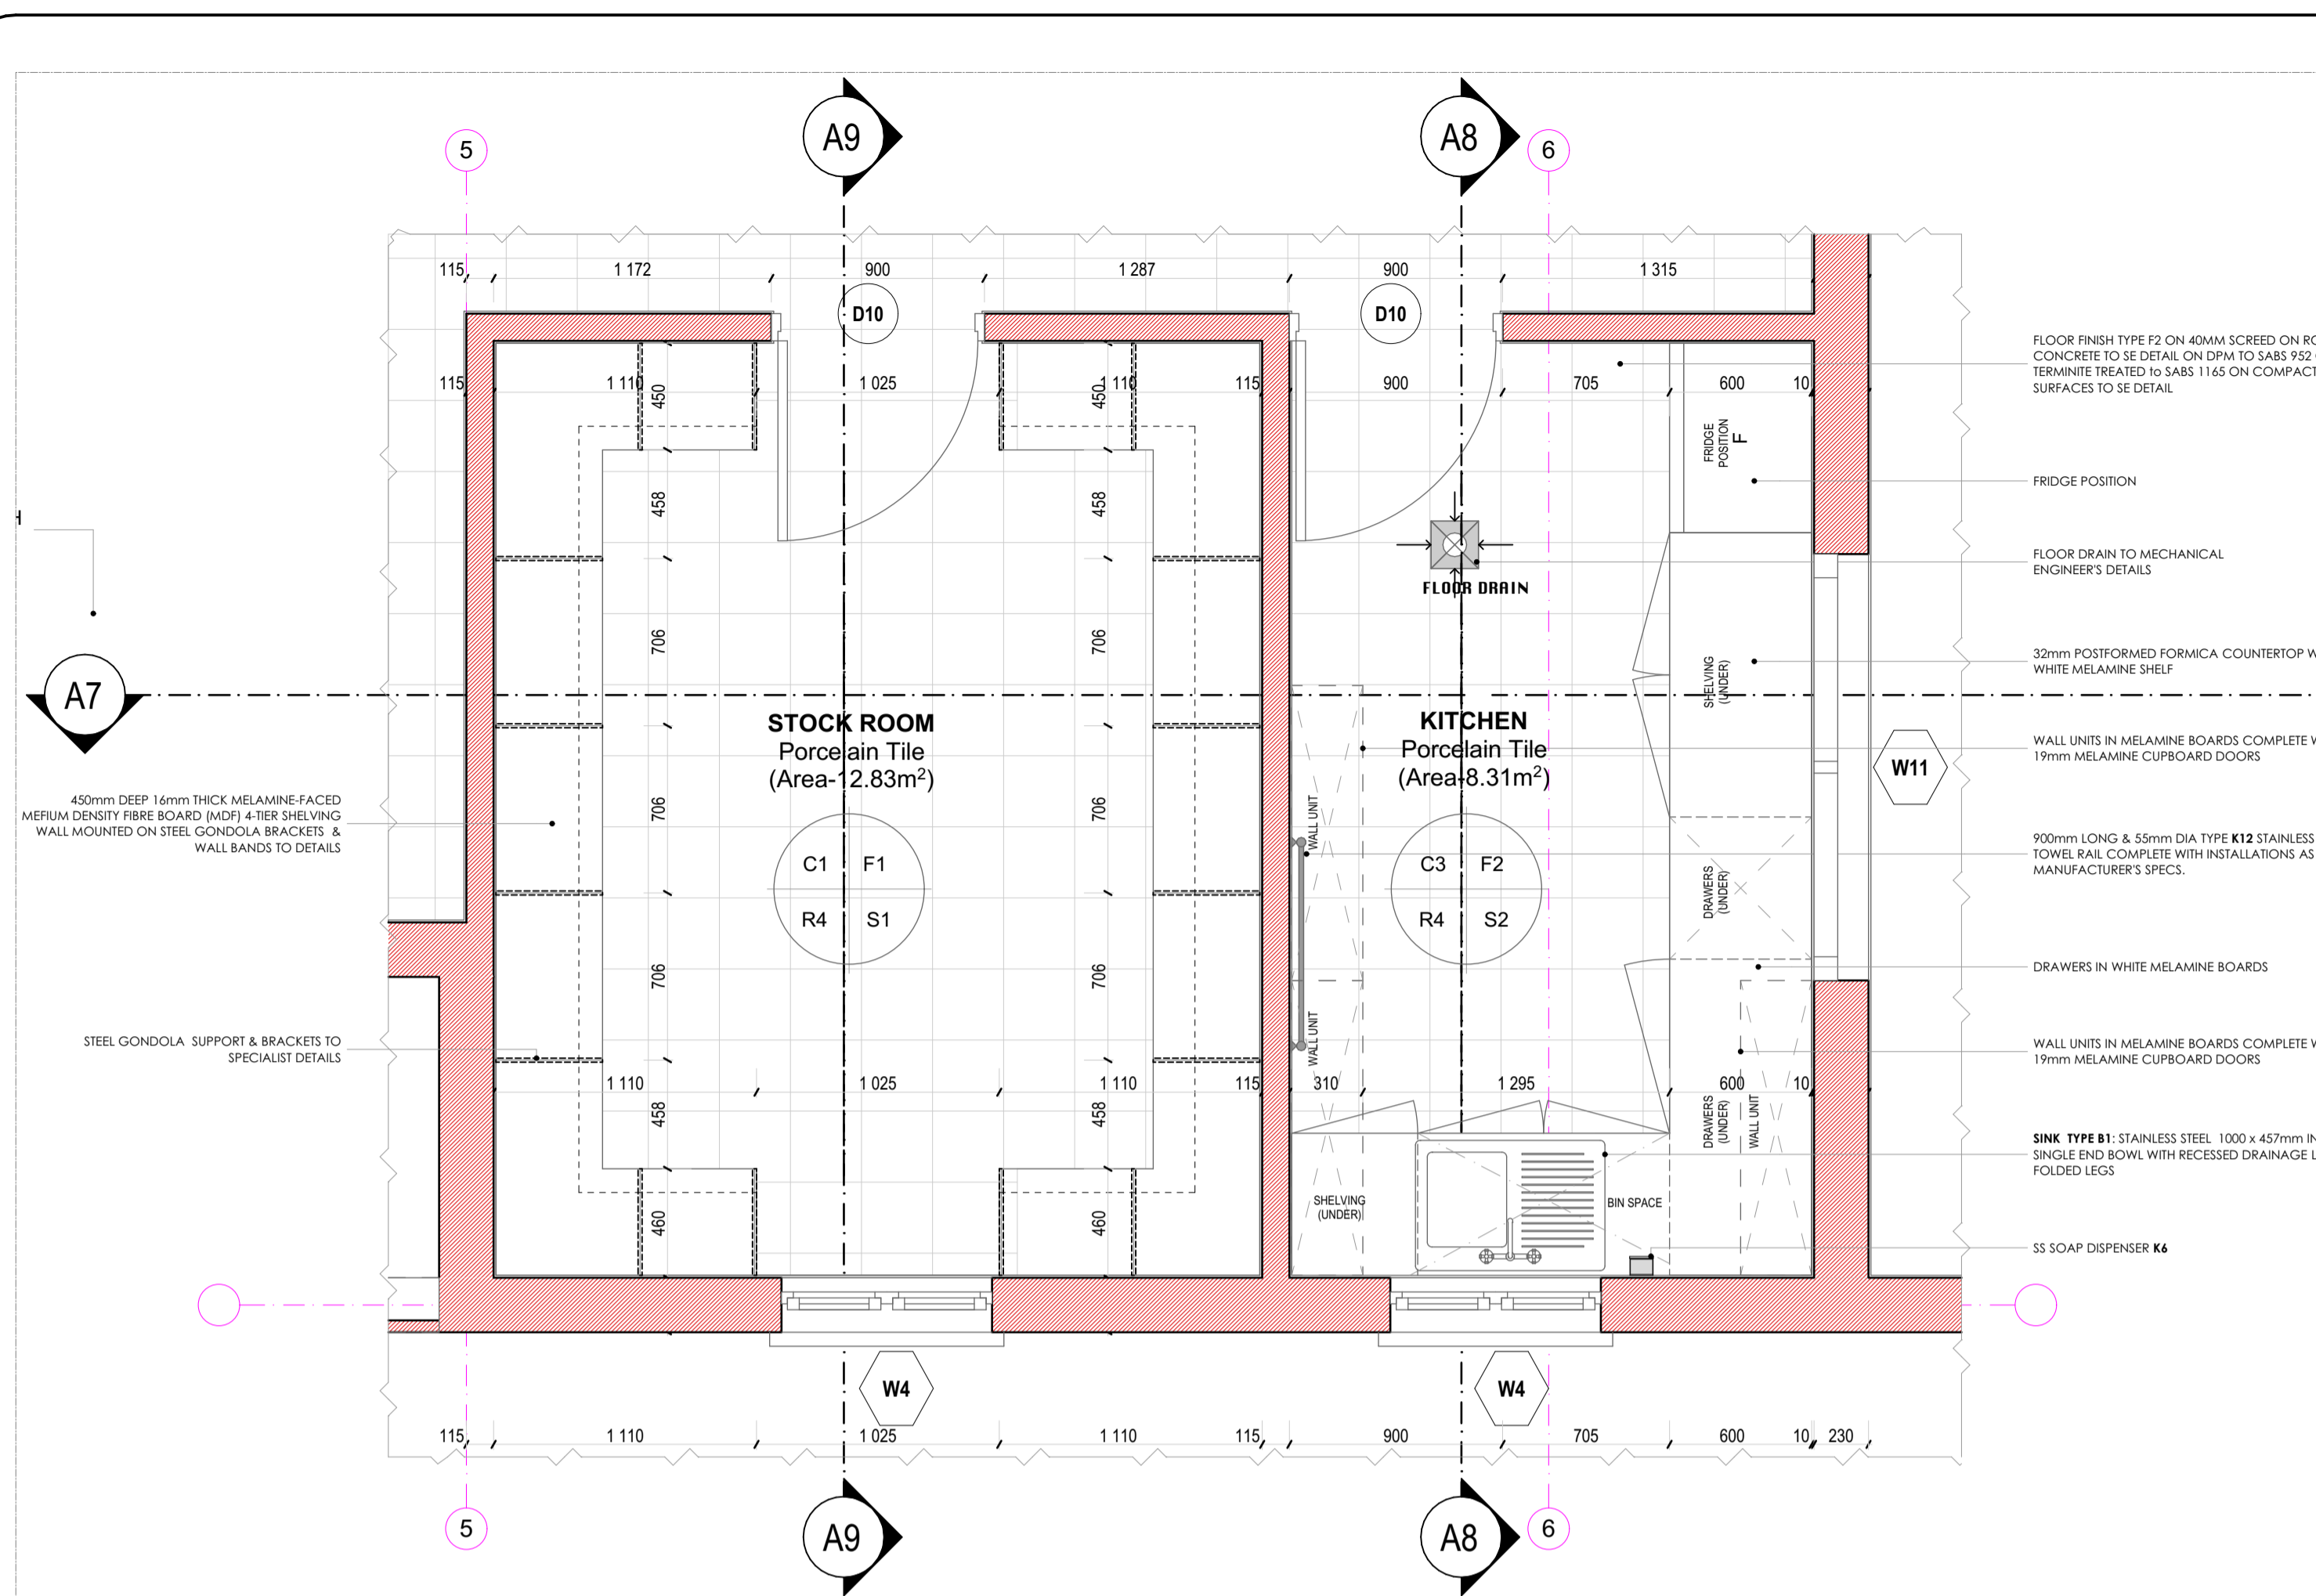 A9
A8
5
6
115
1 172
900
1 287
900
1 315
D10
D10
115
1 110
1 025
1 110
115
900
705
600
10
450
450
458
458
706
706
706
706
706
706
458
458
460
460
FRIDGE
POSITION
F
FLOOR DRAIN
A7
STOCK ROOM
Porcelain Tile
(Area-12.83m²)
KITCHEN
Porcelain Tile
(Area-8.31m²)
C1
F1
R4
S1
C3
F2
R4
S2
SHELVING
(UNDER)
WALL UNIT
DRAWERS
(UNDER)
WALL UNIT
1 110
1 025
1 110
115
310
1 295
600
10
DRAWERS
(UNDER)
WALL UNIT
SHELVING
(UNDER)
BIN SPACE
W11
W4
W4
115
1 110
1 025
1 110
115
900
705
600
10
230
5
A9
A8
6
450mm DEEP 16mm THICK MELAMINE-FACED
MEFIUM DENSITY FIBRE BOARD (MDF) 4-TIER SHELVING
WALL MOUNTED ON STEEL GONDOLA BRACKETS &
WALL BANDS TO DETAILS
STEEL GONDOLA SUPPORT & BRACKETS TO
SPECIALIST DETAILS
FLOOR FINISH TYPE F2 ON 40MM SCREED ON
CONCRETE TO SE DETAIL ON DPM TO SABS 952
TERMINITE TREATED to SABS 1165 ON COMPACT
SURFACES TO SE DETAIL
FRIDGE POSITION
FLOOR DRAIN TO MECHANICAL
ENGINEER'S DETAILS
32mm POSTFORMED FORMICA COUNTERTOP
WHITE MELAMINE SHELF
WALL UNITS IN MELAMINE BOARDS COMPLETE
19mm MELAMINE CUPBOARD DOORS
900mm LONG & 55mm DIA TYPE K12 STAINLESS
TOWEL RAIL COMPLETE WITH INSTALLATIONS AS
MANUFACTURER'S SPECS.
DRAWERS IN WHITE MELAMINE BOARDS
WALL UNITS IN MELAMINE BOARDS COMPLETE
19mm MELAMINE CUPBOARD DOORS
SINK TYPE B1: STAINLESS STEEL 1000 x 457mm
SINGLE END BOWL WITH RECESSED DRAINAGE
FOLDED LEGS
SS SOAP DISPENSER K6